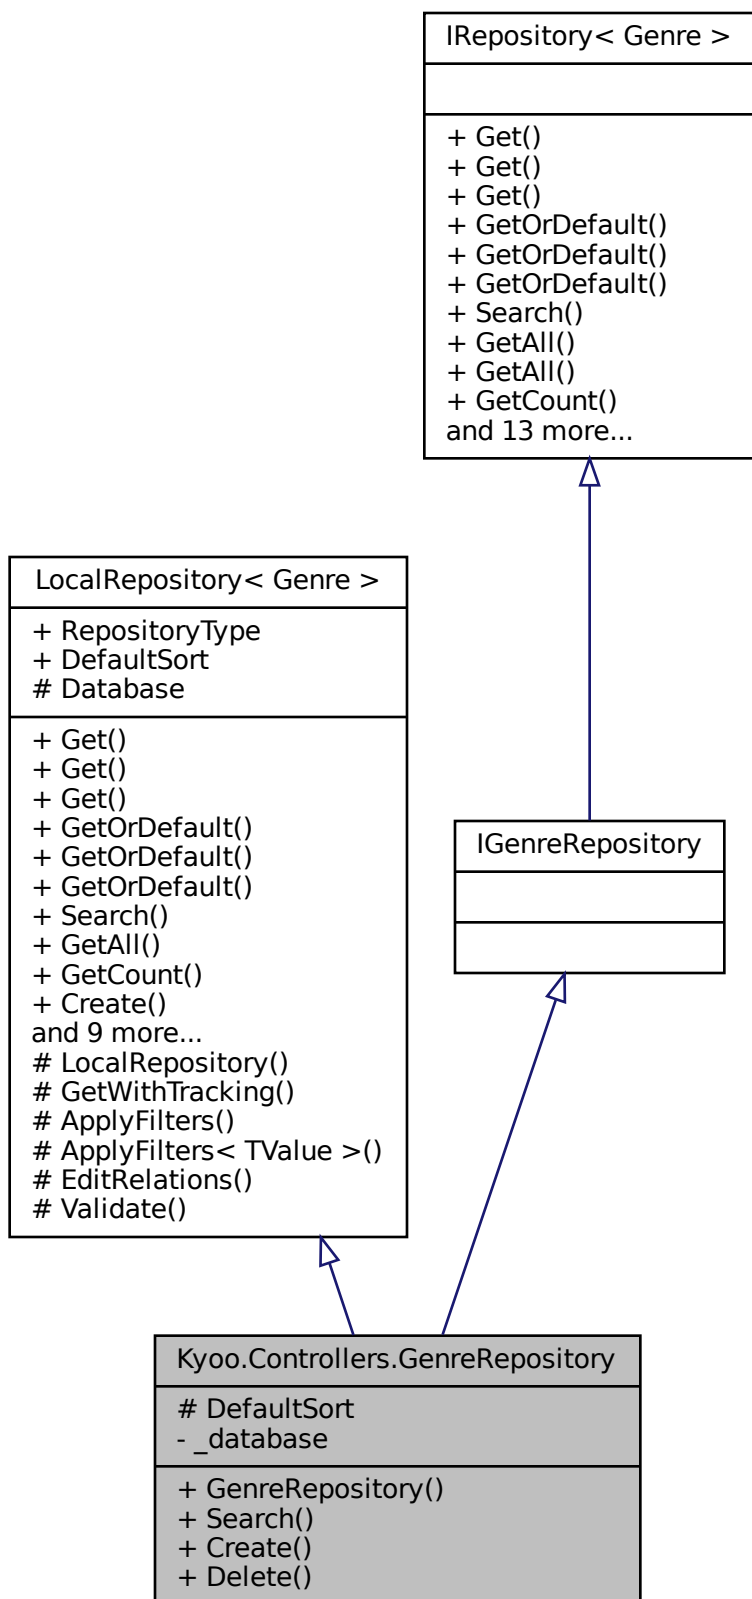 IRepository< Genre >
+ Get()
+ Get()
+ Get()
+ GetOrDefault()
+ GetOrDefault()
+ GetOrDefault()
+ Search()
+ GetAll()
+ GetAll()
+ GetCount()
and 13 more...
LocalRepository< Genre >
+ RepositoryType
+ DefaultSort
# Database
+ Get()
+ Get()
+ Get()
+ GetOrDefault()
+ GetOrDefault()
+ GetOrDefault()
+ Search()
+ GetAll()
+ GetCount()
+ Create()
and 9 more...
# LocalRepository()
# GetWithTracking()
# ApplyFilters()
# ApplyFilters< TValue >()
# EditRelations()
# Validate()
IGenreRepository
Kyoo.Controllers.GenreRepository
# DefaultSort
- _database
+ GenreRepository()
+ Search()
+ Create()
+ Delete()